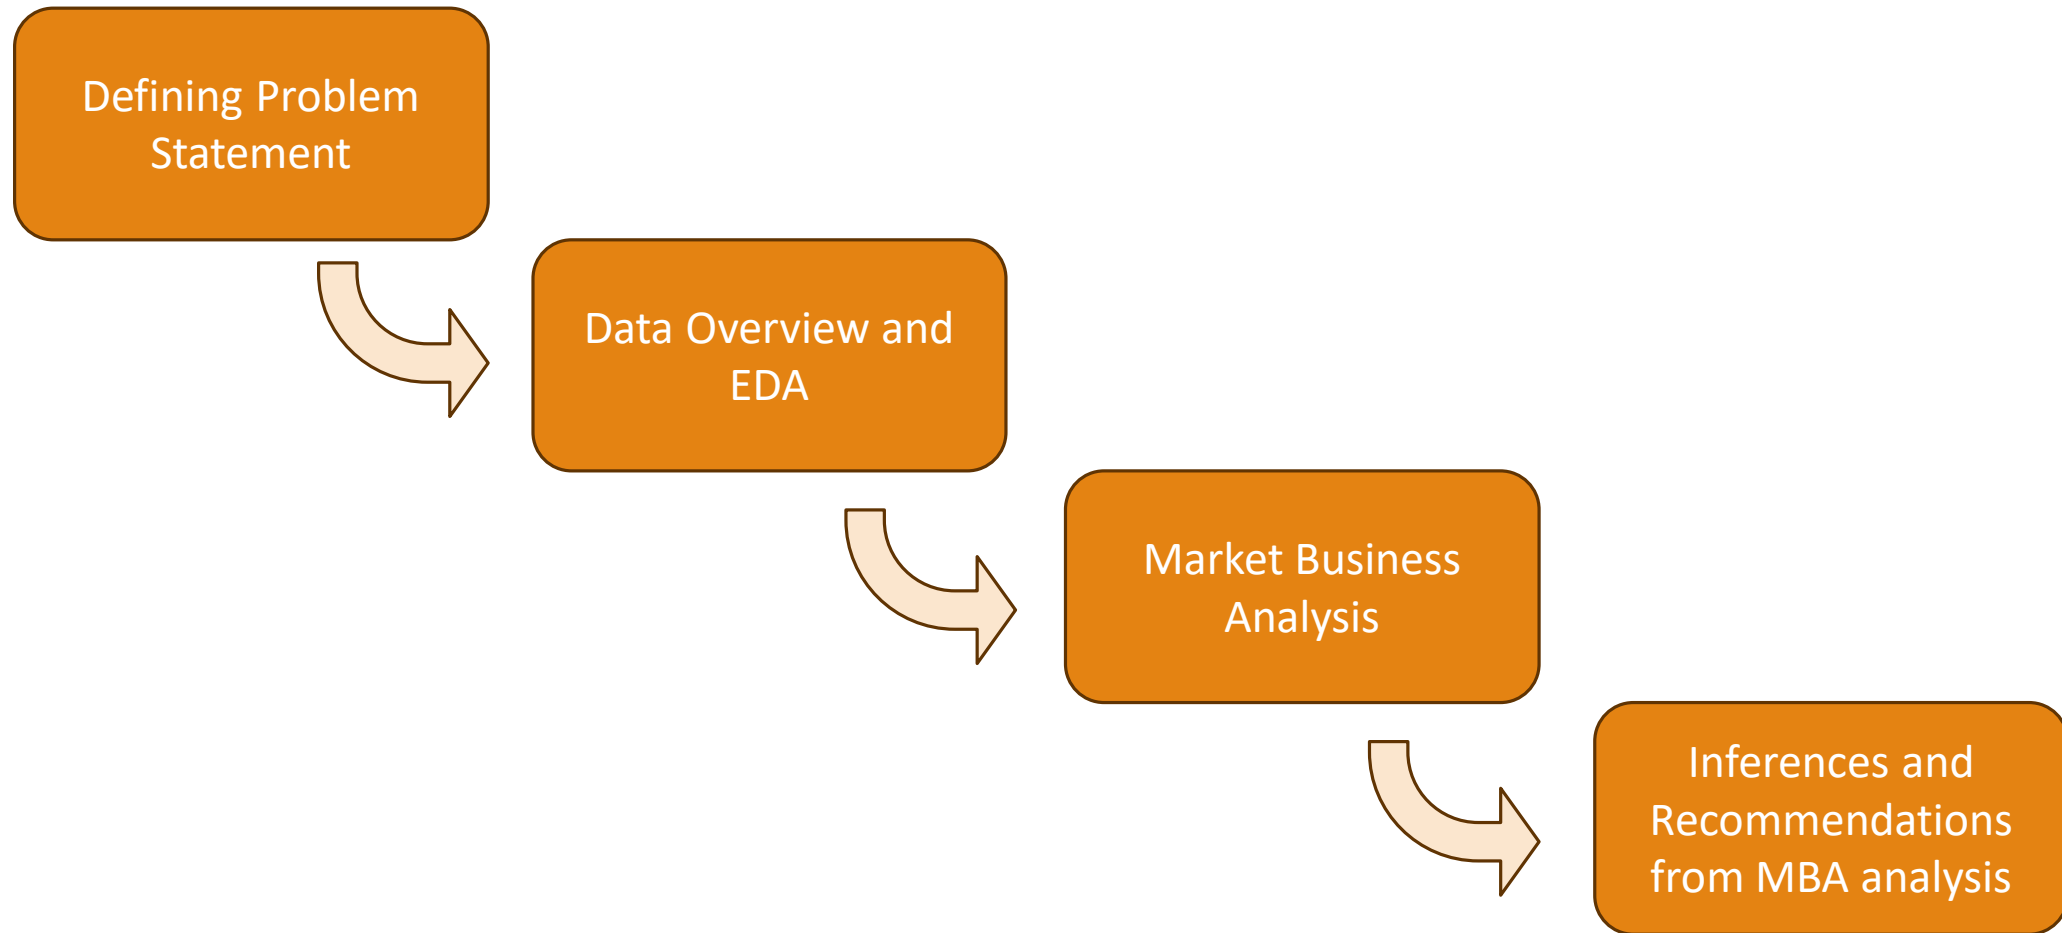 Defining Problem
Statement
Data Overview and
EDA
Market Business
Analysis
Inferences and
Recommendations
from MBA analysis